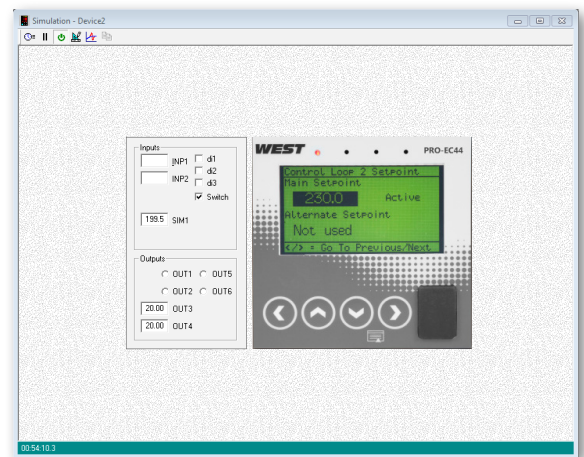 Simulation - Device2
Inputs
INP1
di1
INP2
di2
di3
Switch
199.5 SIM1
Outputs
OUT1 OUT5
OUT2 OUT6
20.00 OUT3
20.00 OUT4
WEST PRO-EC44
Control Loop 2 Setpoint
Main Setpoint
230.0 Active
Alternate Setpoint
Not used
</> = Go To Previous/Next
00:54:10.3